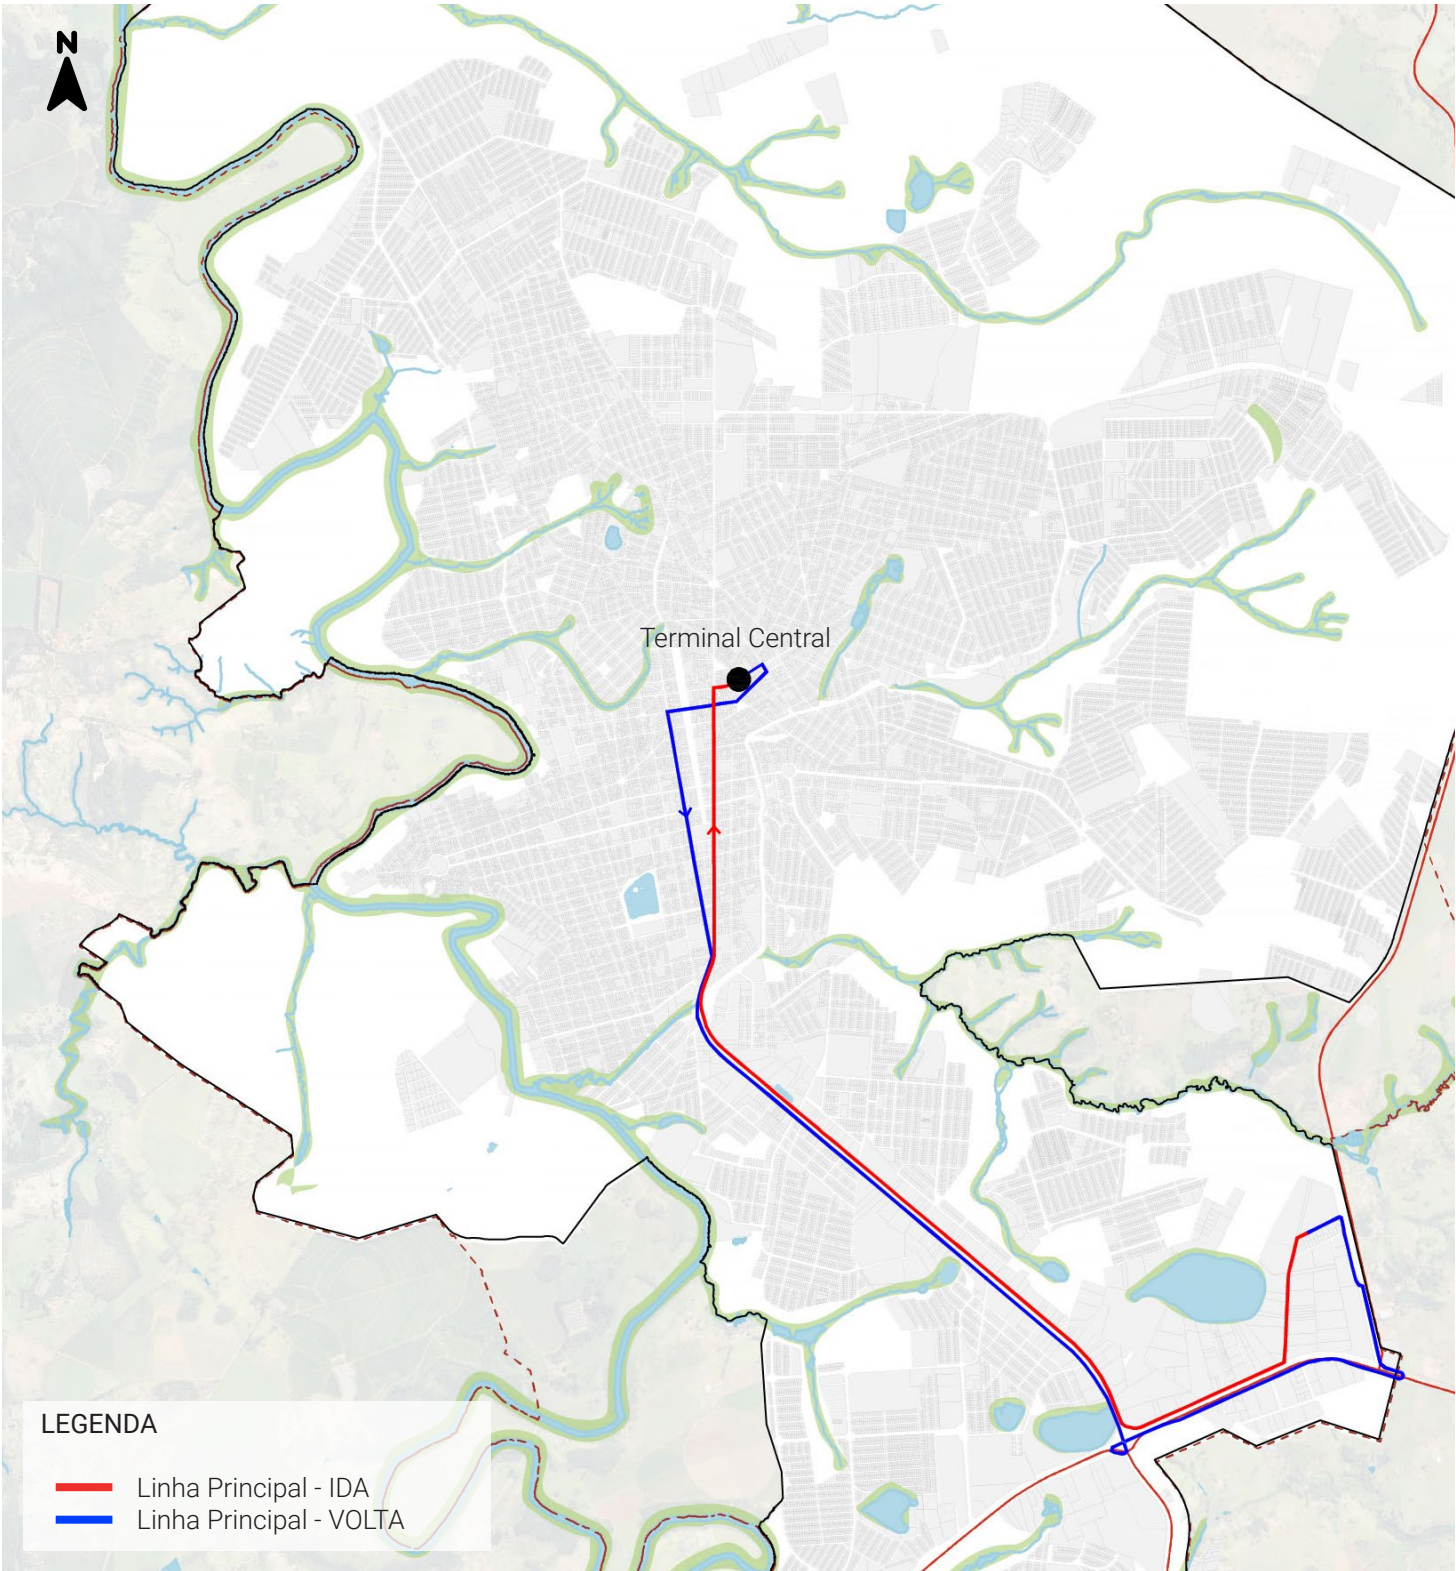 N
Terminal Central
LEGENDA
Linha Principal - IDA
Linha Principal - VOLTA